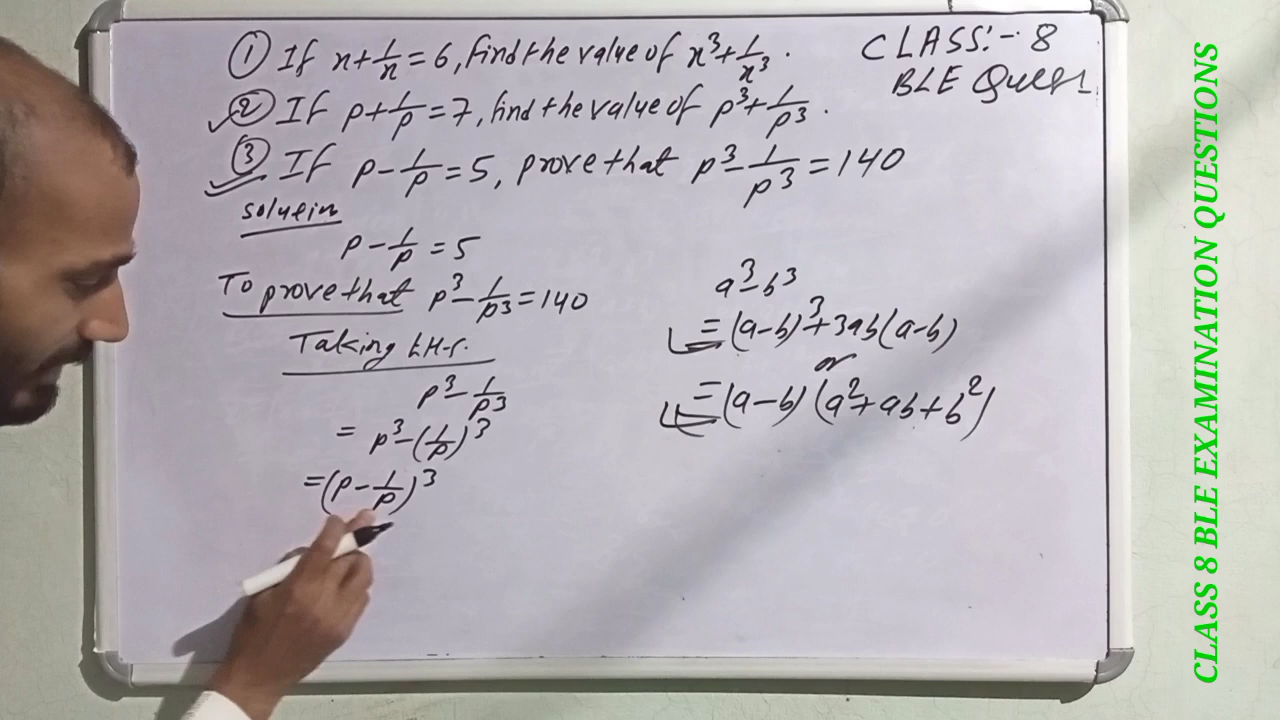 ① If x+1/x=6, find the value of x³+1/x³.
② If p+1/p=7, find the value of p³+1/p³.
③ If p-1/p=5, prove that p³-1/p³=140
CLASS:- 8
BLE
solution
p-1/p=5
To prove that p³-1/p³=140
Taking L.H.S.
p³-1/p³
= p³-(1/p)³
=(p-1/p)³
a³-b³
=(a-b)³+3ab(a-b)
or
=(a-b)(a²+ab+b²)
CLASS 8 BLE EXAMINATION QUESTIONS